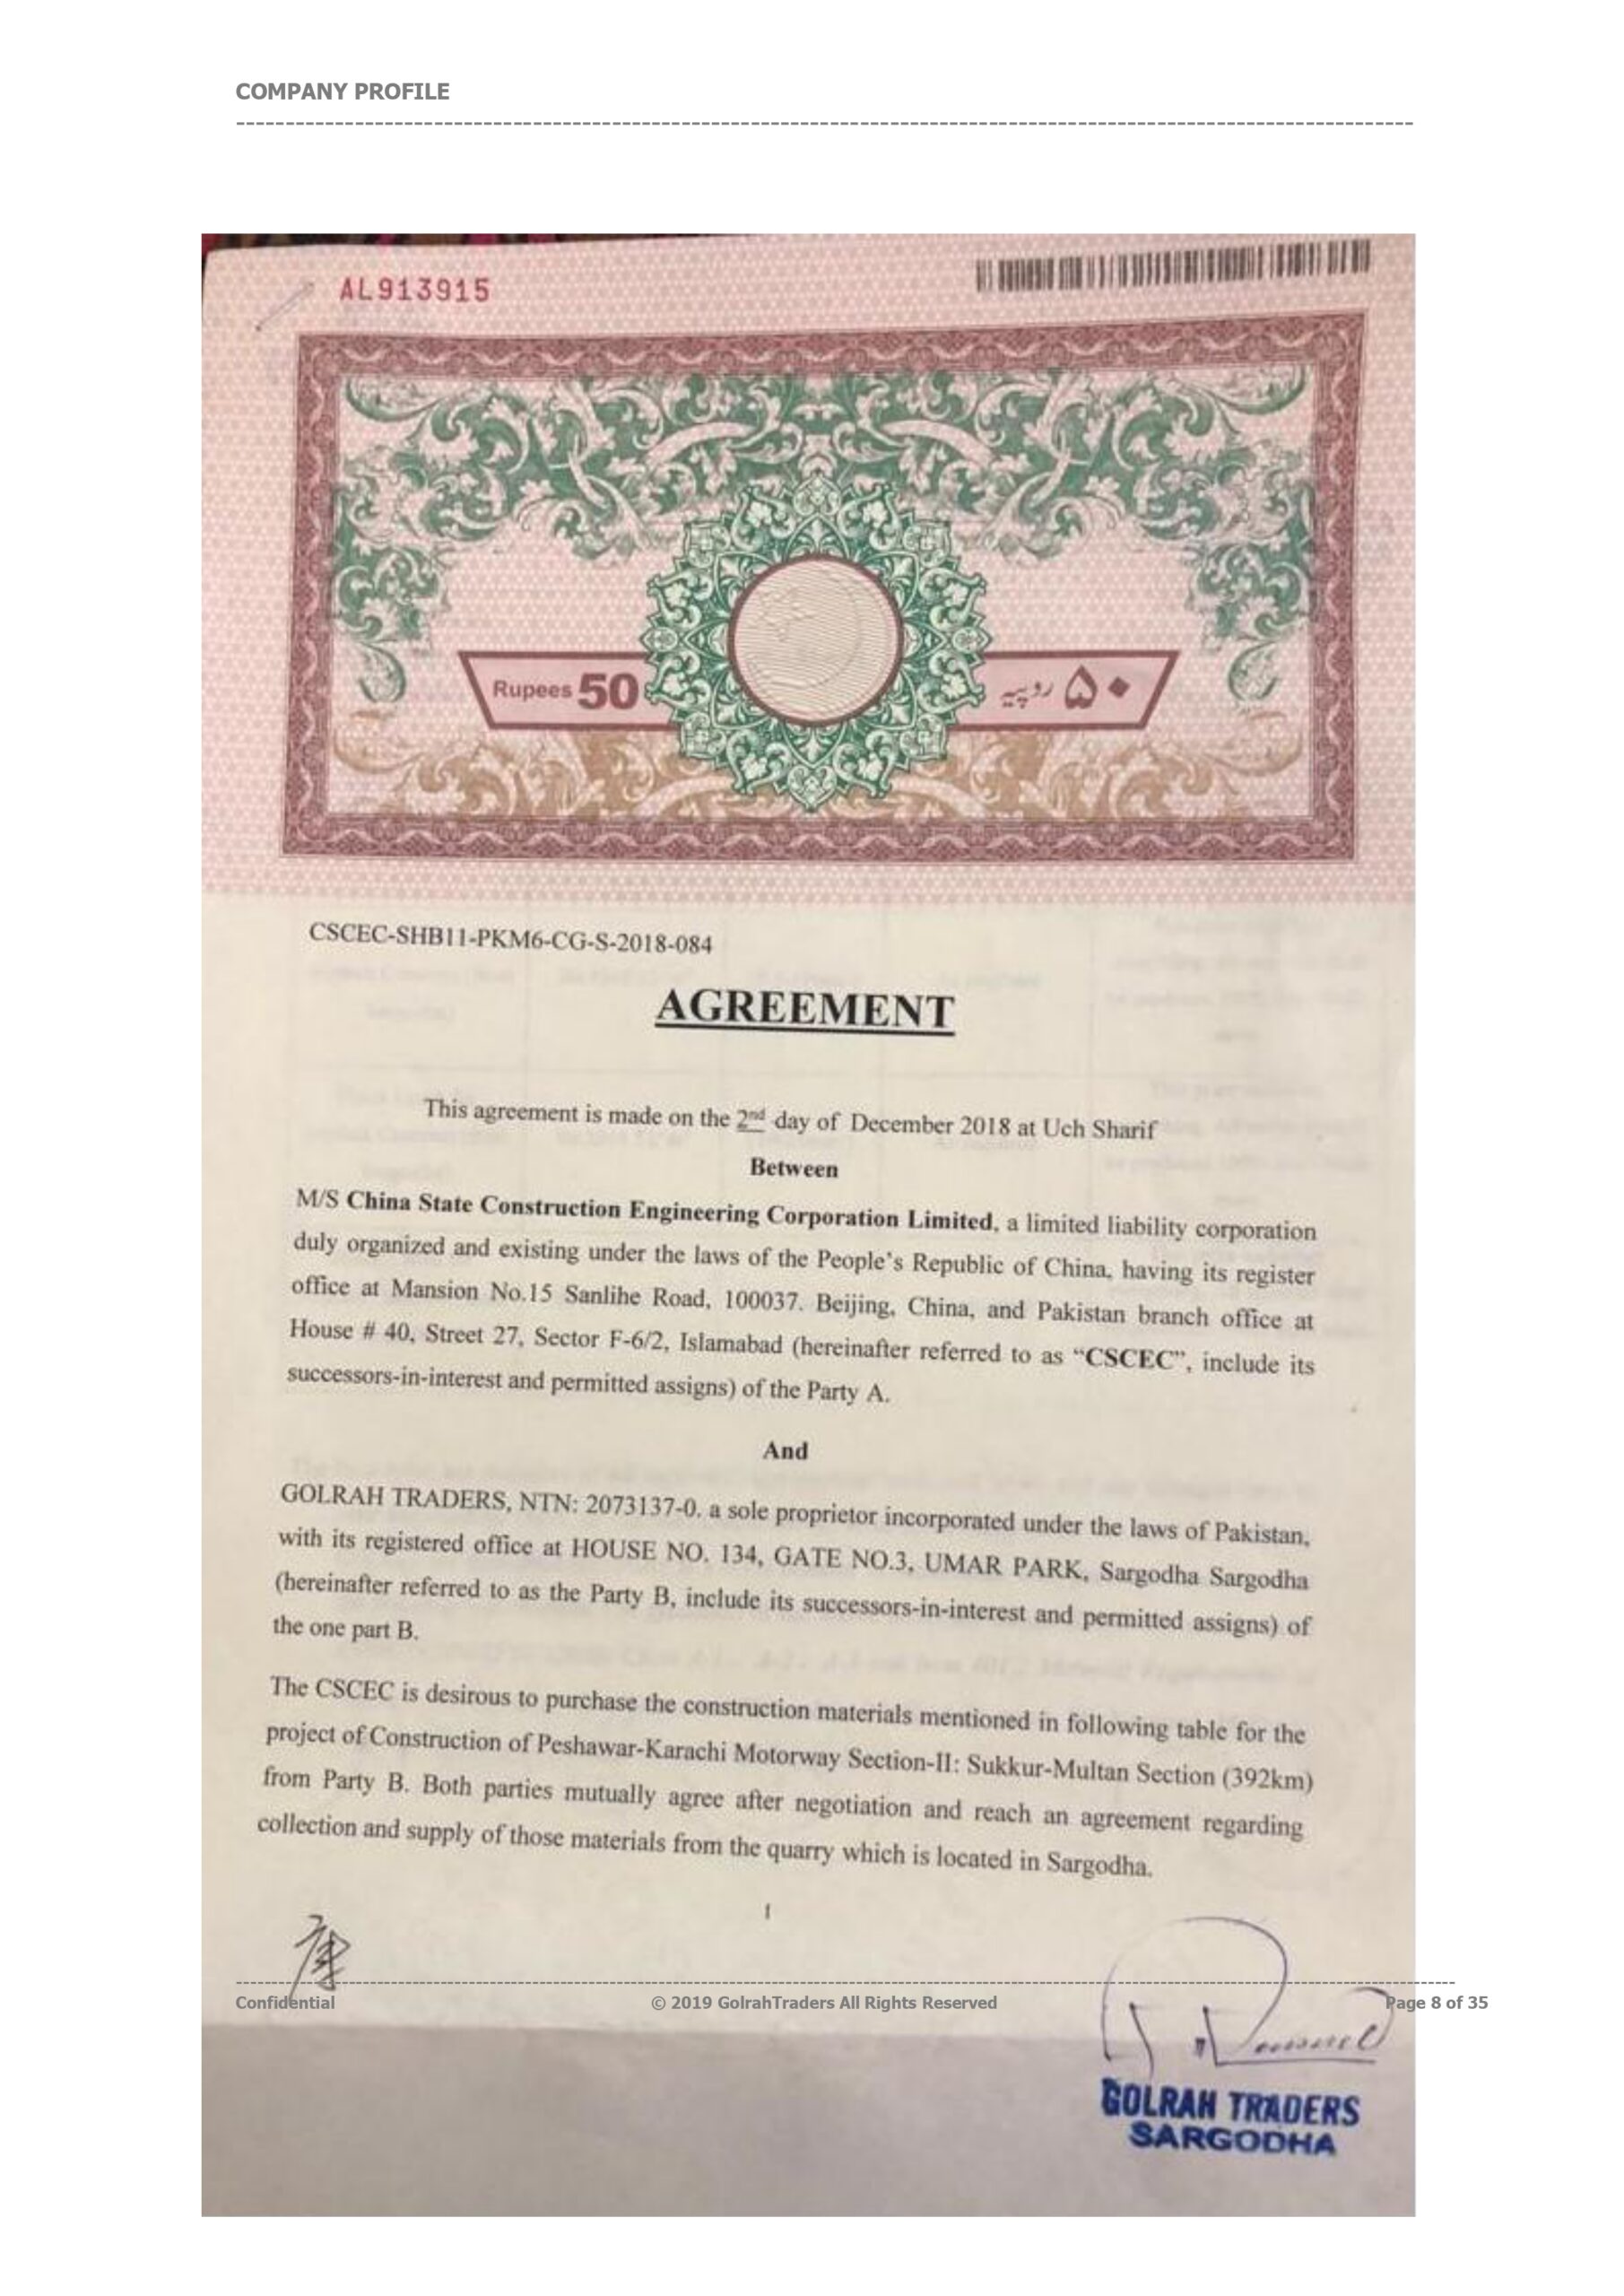 COMPANY PROFILE
AL913915
Rupees 50
۵۰ روپیہ
CSCEC-SHB11-PKM6-CG-S-2018-084
AGREEMENT
This agreement is made on the 2nd day of December 2018 at Uch Sharif
Between
M/S China State Construction Engineering Corporation Limited, a limited liability corporation
duly organized and existing under the laws of the People's Republic of China, having its register
office at Mansion No.15 Sanlihe Road, 100037. Beijing, China, and Pakistan branch office at
House # 40, Street 27, Sector F-6/2, Islamabad (hereinafter referred to as “CSCEC”, include its
successors-in-interest and permitted assigns) of the Party A.
And
GOLRAH TRADERS, NTN: 2073137-0. a sole proprietor incorporated under the laws of Pakistan,
with its registered office at HOUSE NO. 134, GATE NO.3, UMAR PARK, Sargodha Sargodha
(hereinafter referred to as the Party B, include its successors-in-interest and permitted assigns) of
the one part B.
The CSCEC is desirous to purchase the construction materials mentioned in following table for the
project of Construction of Peshawar-Karachi Motorway Section-II: Sukkur-Multan Section (392km)
from Party B. Both parties mutually agree after negotiation and reach an agreement regarding
collection and supply of those materials from the quarry which is located in Sargodha.
1
Confidential © 2019 GolrahTraders All Rights Reserved Page 8 of 35
GOLRAH TRADERS
SARGODHA